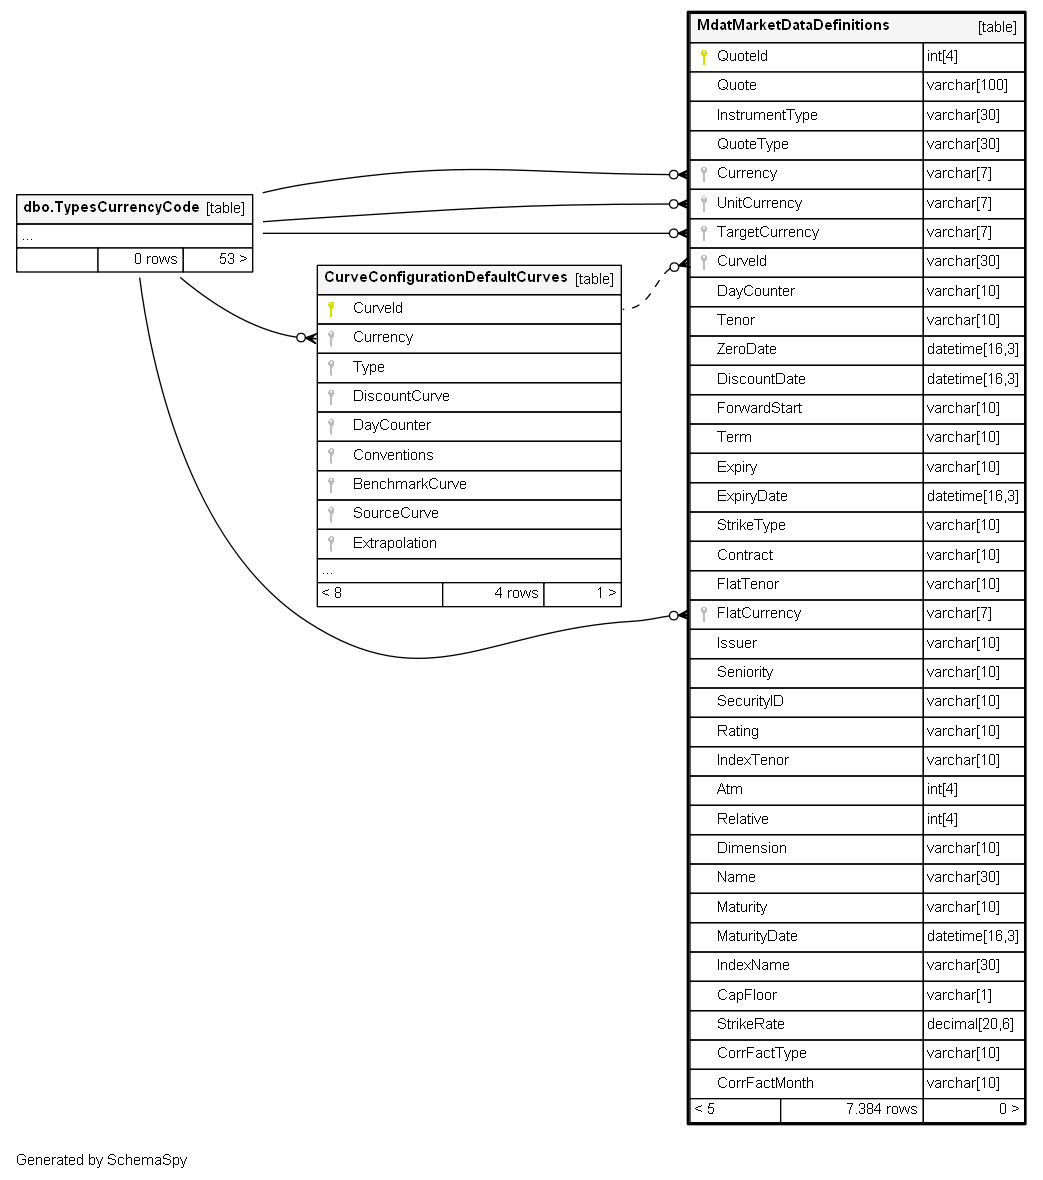 MdatMarketDataDefinitions [table]
QuoteId int[4]
Quote varchar[100]
InstrumentType varchar[30]
QuoteType varchar[30]
Currency varchar[7]
UnitCurrency varchar[7]
TargetCurrency varchar[7]
CurveId varchar[30]
DayCounter varchar[10]
Tenor varchar[10]
ZeroDate datetime[16,3]
DiscountDate datetime[16,3]
ForwardStart varchar[10]
Term varchar[10]
Expiry varchar[10]
ExpiryDate datetime[16,3]
StrikeType varchar[10]
Contract varchar[10]
FlatTenor varchar[10]
FlatCurrency varchar[7]
Issuer varchar[10]
Seniority varchar[10]
SecurityID varchar[10]
Rating varchar[10]
IndexTenor varchar[10]
Atm int[4]
Relative int[4]
Dimension varchar[10]
Name varchar[30]
Maturity varchar[10]
MaturityDate datetime[16,3]
IndexName varchar[30]
CapFloor varchar[1]
StrikeRate decimal[20,6]
CorrFactType varchar[10]
CorrFactMonth varchar[10]
< 5 7.384 rows 0 >
dbo.TypesCurrencyCode [table]
...
0 rows 53 >
CurveConfigurationDefaultCurves [table]
CurveId
Currency
Type
DiscountCurve
DayCounter
Conventions
BenchmarkCurve
SourceCurve
Extrapolation
...
< 8 4 rows 1 >
Generated by SchemaSpy